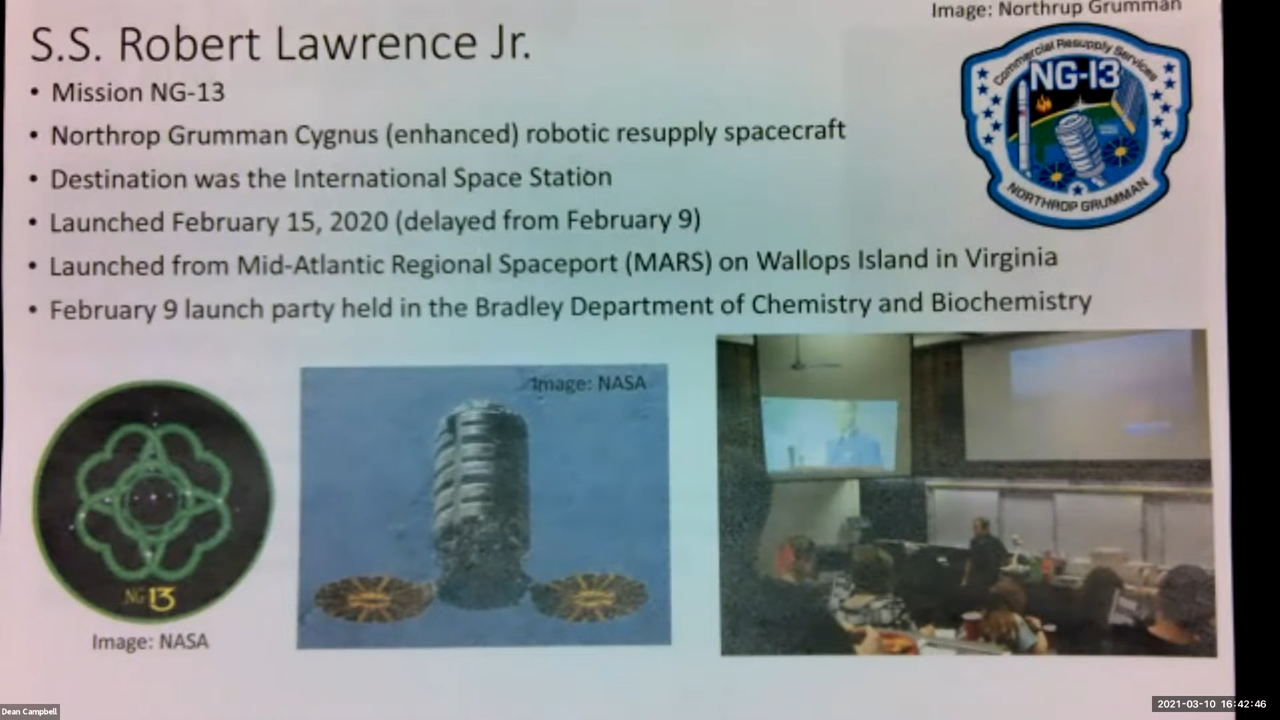 Image: Northrup Grumman
S.S. Robert Lawrence Jr.
• Mission NG-13
• Northrop Grumman Cygnus (enhanced) robotic resupply spacecraft
• Destination was the International Space Station
• Launched February 15, 2020 (delayed from February 9)
• Launched from Mid-Atlantic Regional Spaceport (MARS) on Wallops Island in Virginia
• February 9 launch party held in the Bradley Department of Chemistry and Biochemistry
Commercial Resupply Services
NG-13
NORTHROP GRUMMAN
Image: NASA
NG 13
Image: NASA
Dean Campbell
2021-03-10 16:42:46